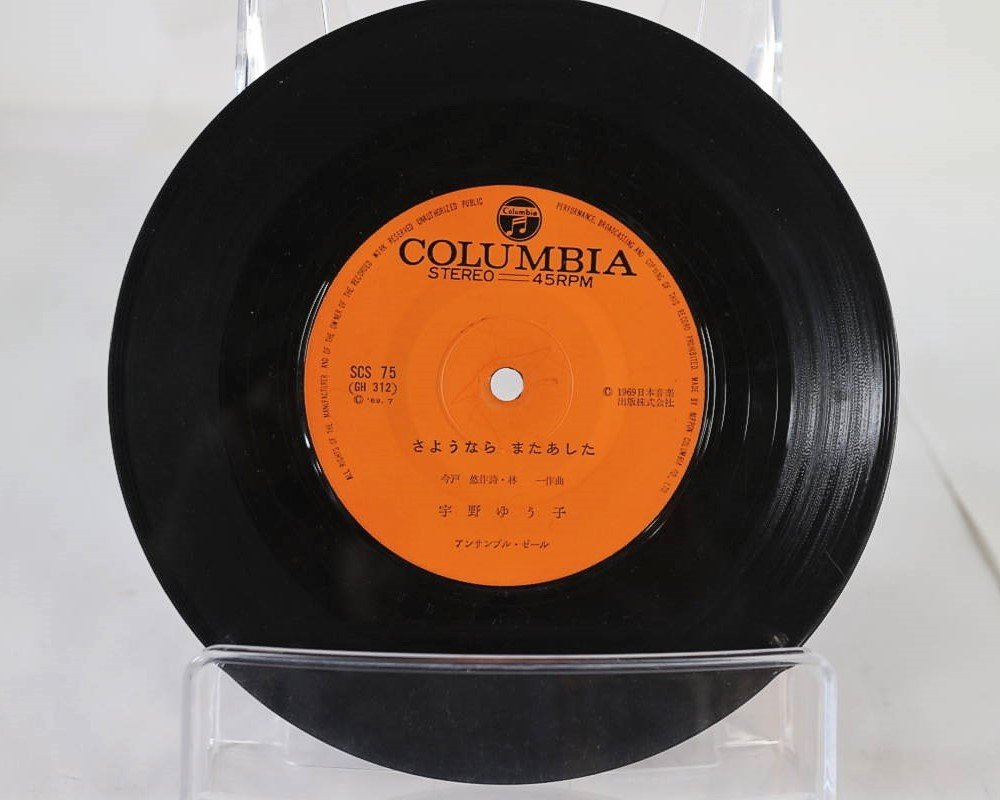 ALL RIGHTS OF THE MANUFACTURER AND OF THE OWNER OF THE RECORDED WORK RESERVED UNAUTHORIZED PUBLIC PERFORMANCE, BROADCASTING AND COPYING OF THIS RECORD PROHIBITED MADE BY NIPPON COLUMBIA CO., LTD
Columbia
COLUMBIA
STEREO 45RPM
SCS 75
(GH 312)
Ⓒ '69.7
Ⓒ 1969日本音楽
出版株式会社
さようなら またあした
今戸 悠作詩・林 一作曲
宇野ゆう子
アンサンブル・ゼール